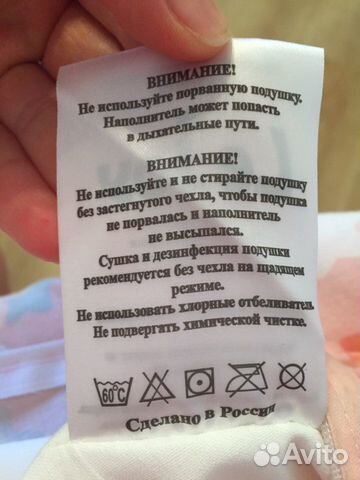 ВНИМАНИЕ!
Не используйте порванную подушку.
Наполнитель может попасть
в дыхательные пути.
ВНИМАНИЕ!
Не используйте и не стирайте подушку
без застегнутого чехла, чтобы подушка
не порвалась и наполнитель
не высыпался.
Сушка и дезинфекция подушки
рекомендуется без чехла на щадящем
режиме.
Не использовать хлорные отбеливател
Не подвергать химической чистке.
60°C
Сделано в России
Avito